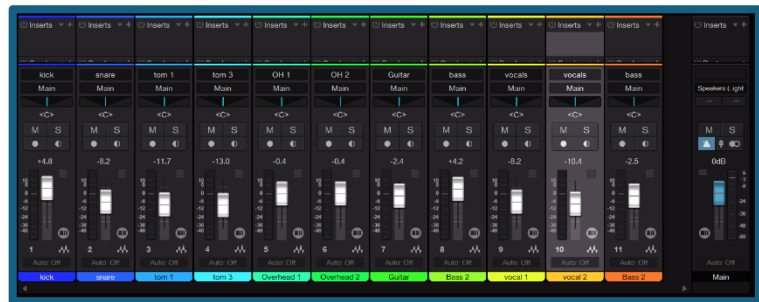 Inserts Inserts Inserts Inserts Inserts Inserts Inserts Inserts Inserts Inserts Inserts Inserts
kick snare tom 1 tom 3 OH 1 OH 2 Guitar bass vocals vocals bass
Main Main Main Main Main Main Main Main Main Main Main Speakers (
<C> <C> <C> <C> <C> <C> <C> <C> <C> <C> <C>
M S M S M S M S M S M S M S M S M S M S M S M S
+4.8 -8.2 -11.7 -13.0 -0.4 -0.4 -2.4 +4.2 -8.2 -10.4 -2.5 0dB
1 2 3 4 5 6 7 8 9 10 11
Auto: Off Auto: Off Auto: Off Auto: Off Auto: Off Auto: Off Auto: Off Auto: Off Auto: Off Auto: Off Auto: Off Auto: Off
kick snare tom 1 tom 3 Overhead 1 Overhead 2 Guitar Bass 2 vocal 1 vocal 2 Bass 2 Main